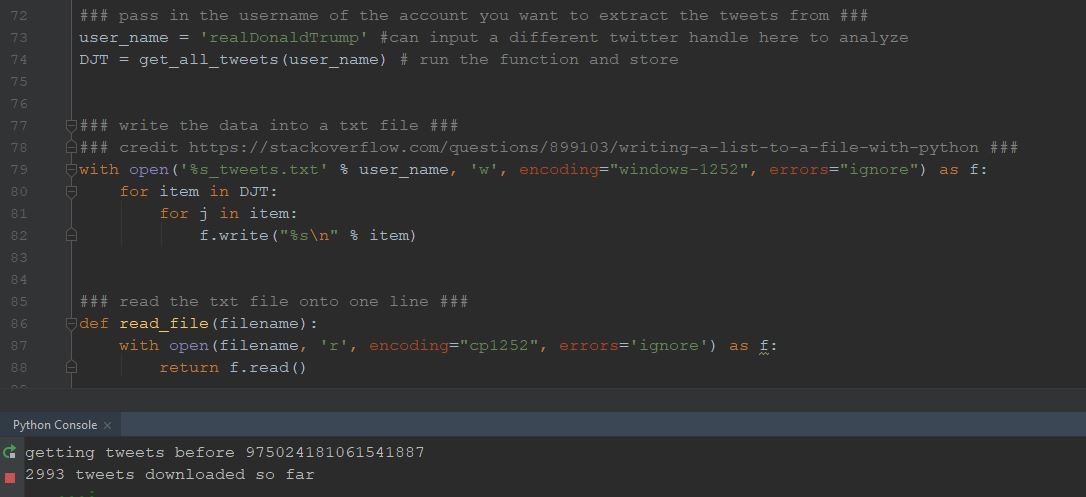 72 ### pass in the username of the account you want to extract the tweets from ###
73 user_name = 'realDonaldTrump' #can input a different twitter handle here to analyze
74 DJT = get_all_tweets(user_name) # run the function and store
75
76
77 ### write the data into a txt file ###
78 ### credit https://stackoverflow.com/questions/899103/writing-a-list-to-a-file-with-python ###
79 with open('%s_tweets.txt' % user_name, 'w', encoding="windows-1252", errors="ignore") as f:
80 for item in DJT:
81 for j in item:
82 f.write("%s\n" % item)
83
84
85 ### read the txt file onto one line ###
86 def read_file(filename):
87 with open(filename, 'r', encoding="cp1252", errors='ignore') as f:
88 return f.read()
Python Console ×
getting tweets before 975024181061541887
2993 tweets downloaded so far